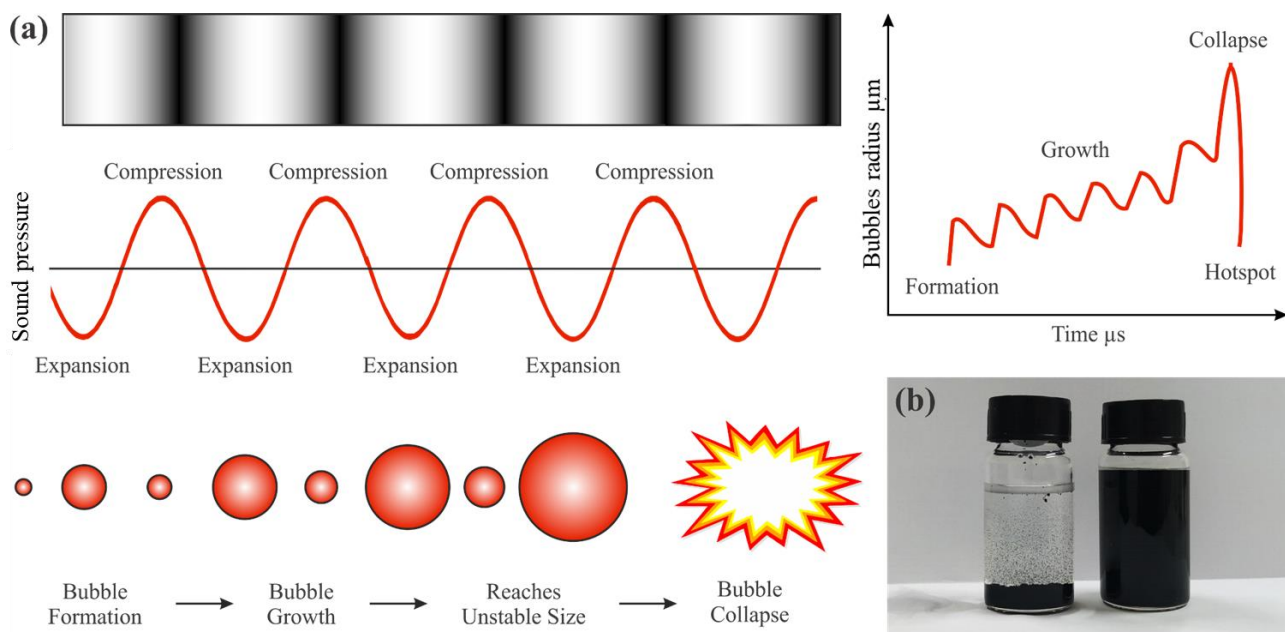 (a)
Compression
Compression
Compression
Compression
Sound pressure
Expansion
Expansion
Expansion
Expansion
Bubble
Formation
Bubble
Growth
Reaches
Unstable Size
Bubble
Collapse
Collapse
Bubbles radius µm
Growth
Formation
Hotspot
Time µs
(b)